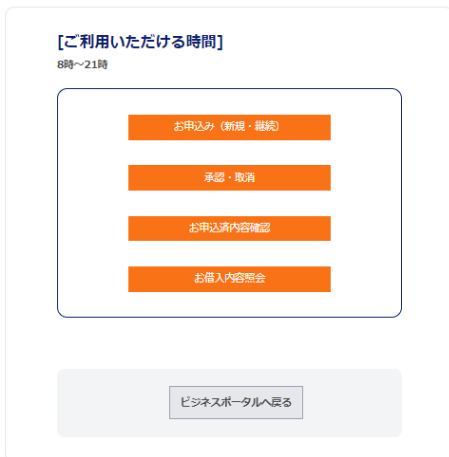 [ご利用いただける時間]
8時～21時
お申込み（新規・継続）
承認・取消
お申込済内容確認
お借入内容照会
ビジネスポータルへ戻る